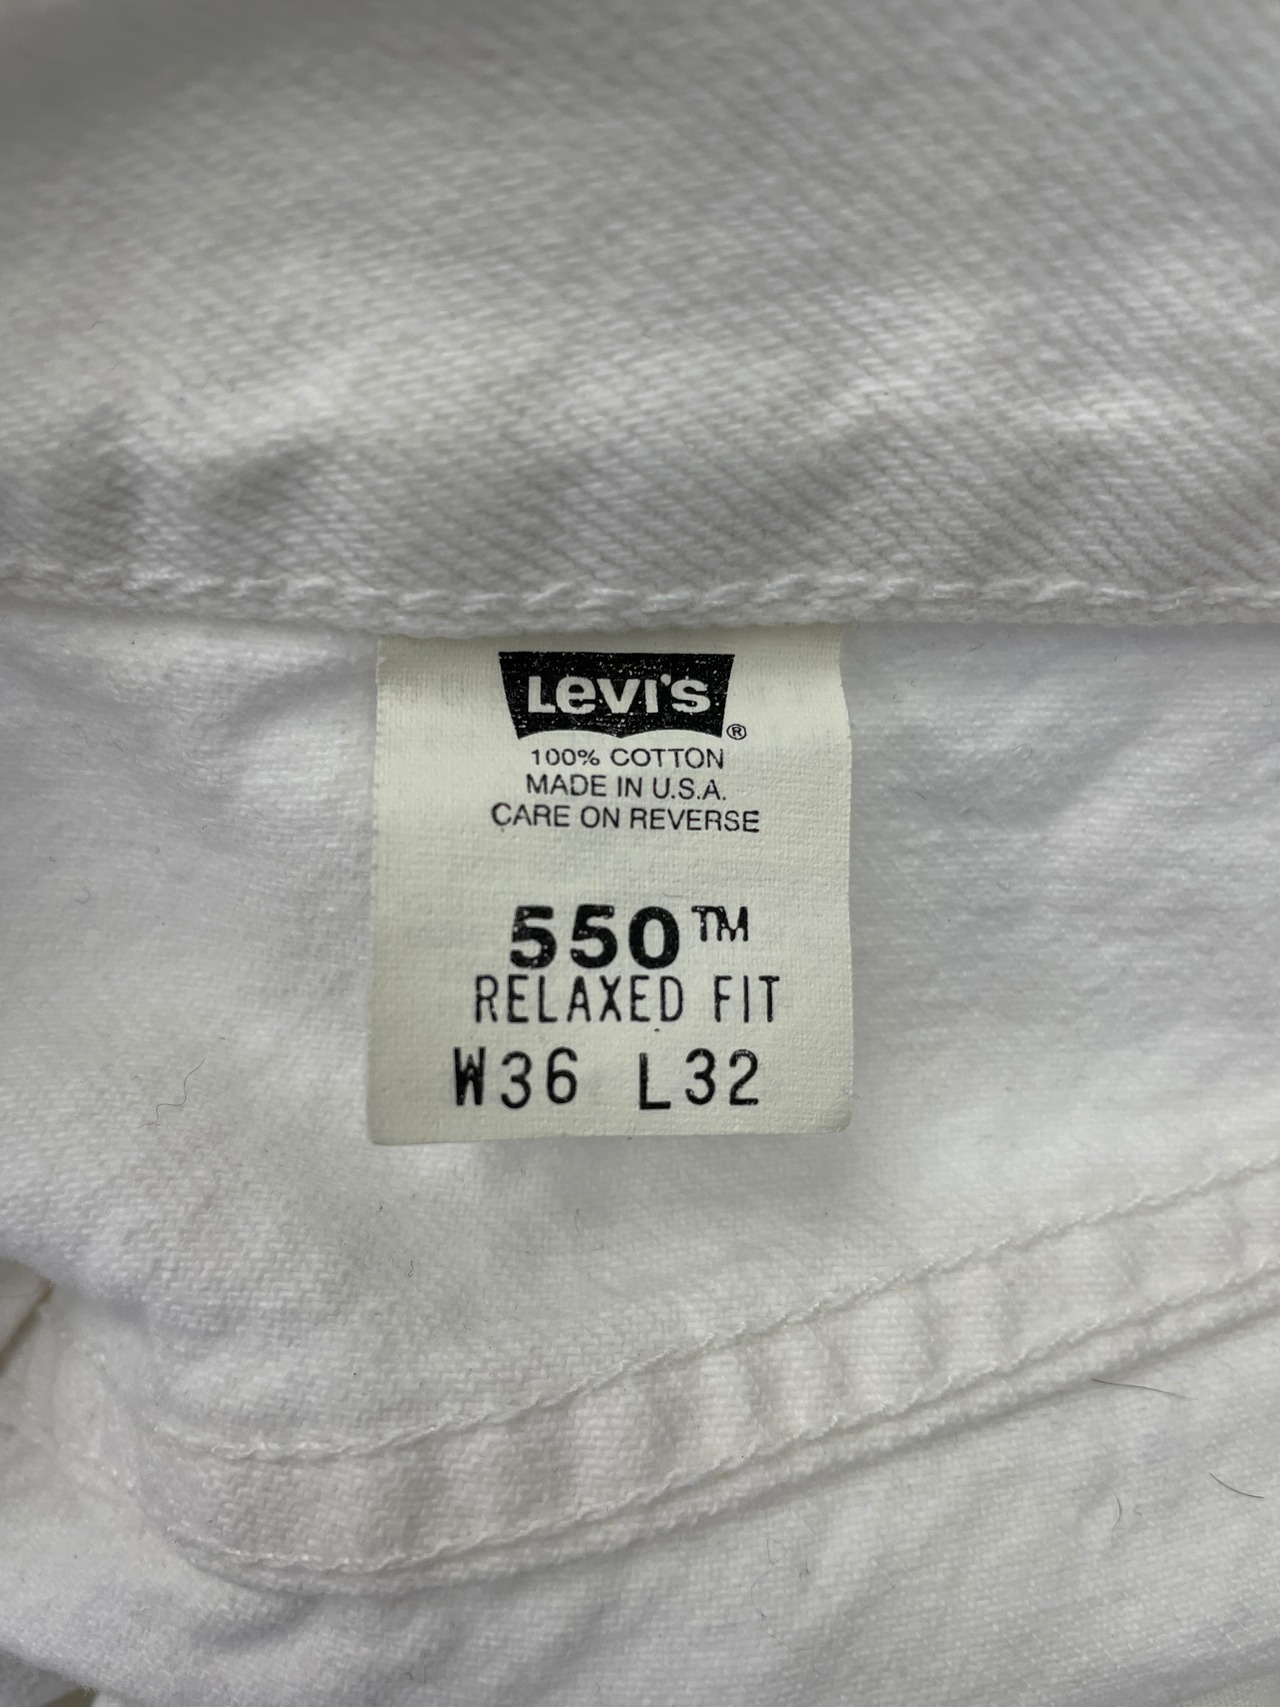 Levi's®
100% COTTON
MADE IN U.S.A.
CARE ON REVERSE
550™
RELAXED FIT
W36 L32